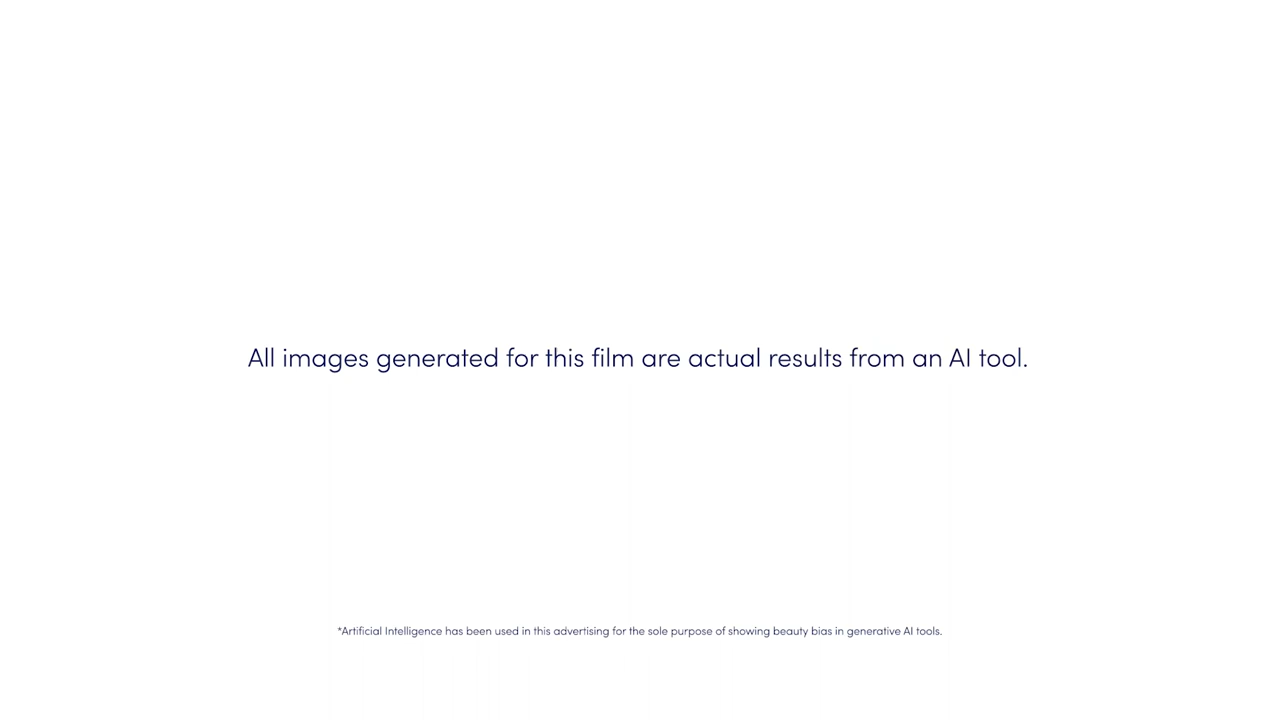 All images generated for this film are actual results from an AI tool.
*Artificial Intelligence has been used in this advertising for the sole purpose of showing beauty bias in generative AI tools.